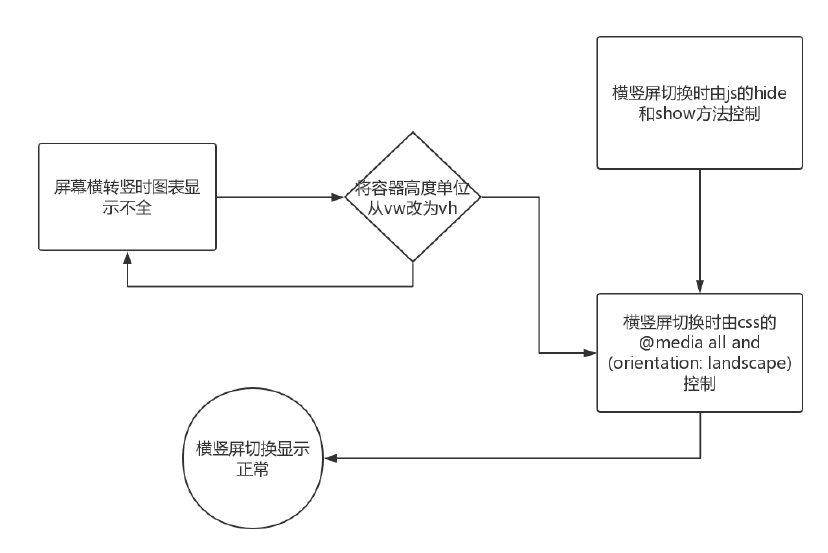 横竖屏切换时由js的hide
和show方法控制
屏幕横转竖时图表显
示不全
将容器高度单位
从vw改为vh
横竖屏切换时由css的
@media all and
(orientation: landscape)
控制
横竖屏切换显示
正常